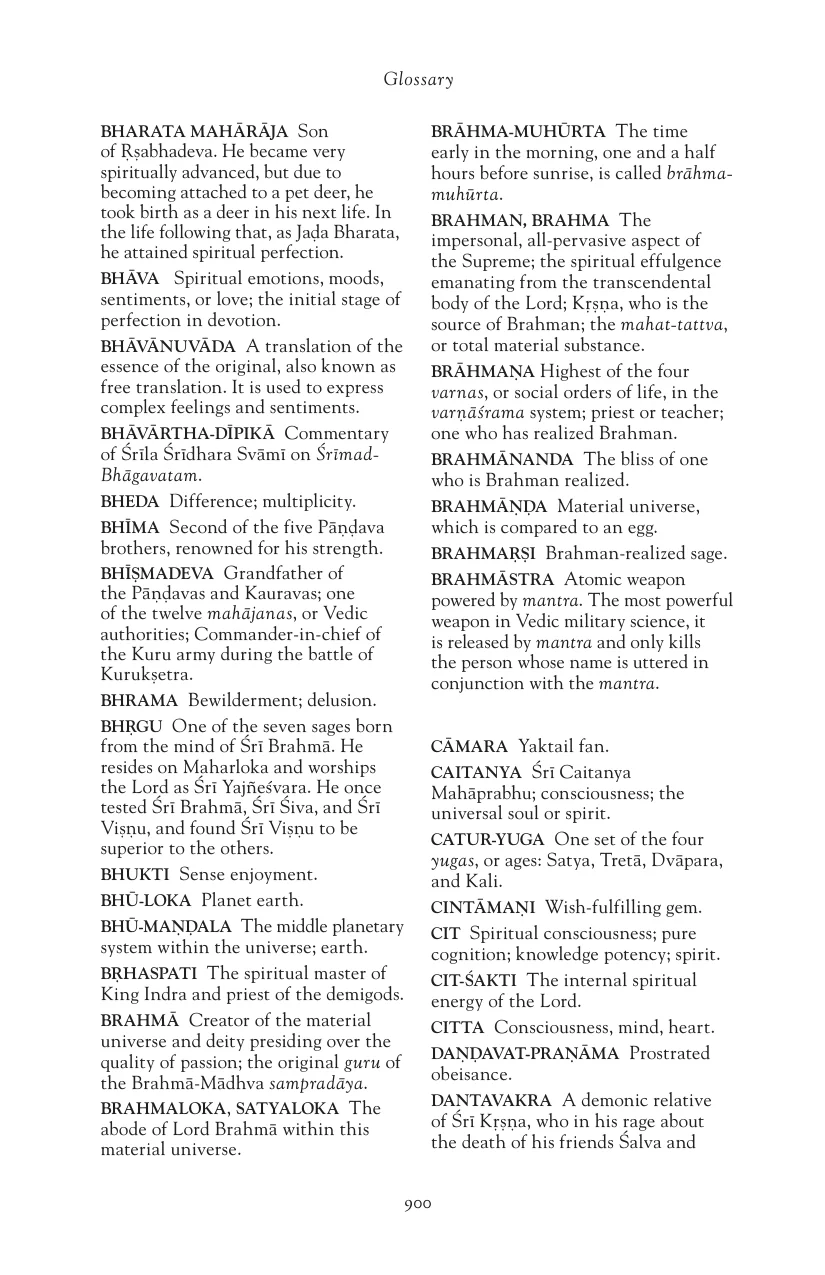 Glossary
BHARATA MAHĀRĀJA Son
of Ṛṣabhadeva. He became very
spiritually advanced, but due to
becoming attached to a pet deer, he
took birth as a deer in his next life. In
the life following that, as Jaḍa Bharata,
he attained spiritual perfection.
BHĀVA Spiritual emotions, moods,
sentiments, or love; the initial stage of
perfection in devotion.
BHĀVĀNUVĀDA A translation of the
essence of the original, also known as
free translation. It is used to express
complex feelings and sentiments.
BHĀVĀRTHA-DĪPIKĀ Commentary
of Śrīla Śrīdhara Svāmī on Śrīmad-
Bhāgavatam.
BHEDA Difference; multiplicity.
BHĪMA Second of the five Pāṇḍava
brothers, renowned for his strength.
BHĪṢMADEVA Grandfather of
the Pāṇḍavas and Kauravas; one
of the twelve mahājanas, or Vedic
authorities; Commander-in-chief of
the Kuru army during the battle of
Kurukṣetra.
BHRAMA Bewilderment; delusion.
BHṚGU One of the seven sages born
from the mind of Śrī Brahmā. He
resides on Maharloka and worships
the Lord as Śrī Yajñeśvara. He once
tested Śrī Brahmā, Śrī Śiva, and Śrī
Viṣṇu, and found Śrī Viṣṇu to be
superior to the others.
BHUKTI Sense enjoyment.
BHŪ-LOKA Planet earth.
BHŪ-MAṆḌALA The middle planetary
system within the universe; earth.
BṚHASPATI The spiritual master of
King Indra and priest of the demigods.
BRAHMĀ Creator of the material
universe and deity presiding over the
quality of passion; the original guru of
the Brahmā-Mādhva sampradāya.
BRAHMALOKA, SATYALOKA The
abode of Lord Brahmā within this
material universe.
BRĀHMA-MUHŪRTA The time
early in the morning, one and a half
hours before sunrise, is called brāhma-
muhūrta.
BRAHMAN, BRAHMA The
impersonal, all-pervasive aspect of
the Supreme; the spiritual effulgence
emanating from the transcendental
body of the Lord; Kṛṣṇa, who is the
source of Brahman; the mahat-tattva,
or total material substance.
BRĀHMAṆA Highest of the four
varnas, or social orders of life, in the
varṇāśrama system; priest or teacher;
one who has realized Brahman.
BRAHMĀNANDA The bliss of one
who is Brahman realized.
BRAHMĀṆḌA Material universe,
which is compared to an egg.
BRAHMAṚṢI Brahman-realized sage.
BRAHMĀSTRA Atomic weapon
powered by mantra. The most powerful
weapon in Vedic military science, it
is released by mantra and only kills
the person whose name is uttered in
conjunction with the mantra.
CĀMARA Yaktail fan.
CAITANYA Śrī Caitanya
Mahāprabhu; consciousness; the
universal soul or spirit.
CATUR-YUGA One set of the four
yugas, or ages: Satya, Tretā, Dvāpara,
and Kali.
CINTĀMAṆI Wish-fulfilling gem.
CIT Spiritual consciousness; pure
cognition; knowledge potency; spirit.
CIT-ŚAKTI The internal spiritual
energy of the Lord.
CITTA Consciousness, mind, heart.
DAṆḌAVAT-PRAṆĀMA Prostrated
obeisance.
DANTAVAKRA A demonic relative
of Śrī Kṛṣṇa, who in his rage about
the death of his friends Śalva and
900